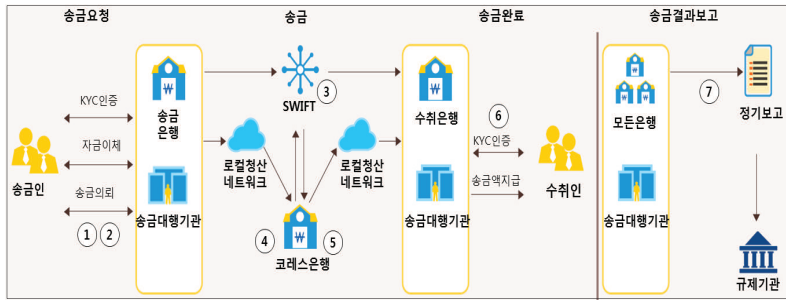 송금요청
송금
송금완료
송금결과보고
KYC인증
자금이체
송금의뢰
송금인
① ②
₩
송금
은행
송금대행기관
SWIFT
③
로컬청산
네트워크
로컬청산
네트워크
④
₩
⑤
코레스은행
₩
수취은행
송금대행기관
⑥
KYC인증
송금액지급
수취인
₩
₩ ₩
모든은행
송금대행기관
⑦
정기보고
규제기관